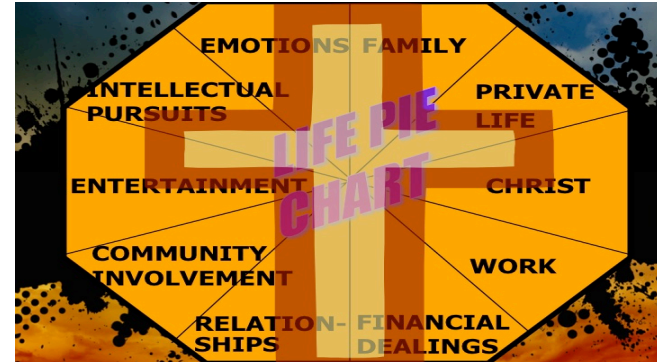 EMOTIONS FAMILY
INTELLECTUAL
PURSUITS
PRIVATE
LIFE
LIFE PIE
CHART
ENTERTAINMENT
CHRIST
COMMUNITY
INVOLVEMENT
WORK
RELATION-
SHIPS
FINANCIAL
DEALINGS